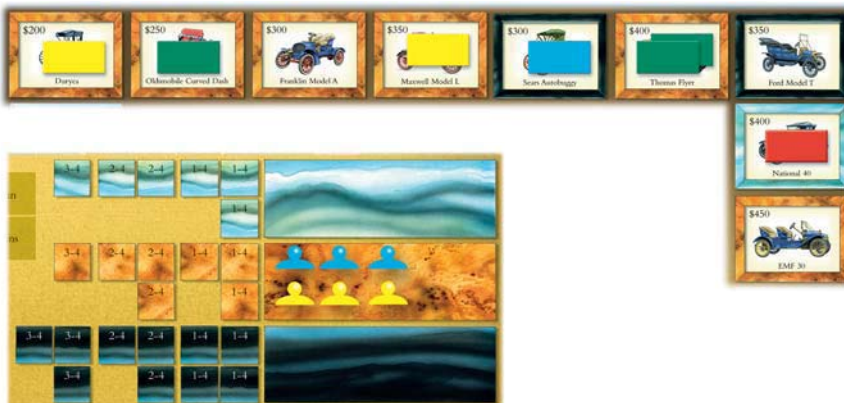 $200
Duryea
$250
Oldsmobile Curved Dash
$300
Franklin Model A
$350
Maxwell Model L
$300
Sears Autobuggy
$400
Thomas Flyer
$350
Ford Model T
$400
National 40
$450
EMF 30
3-4 2-4 2-4 1-4 1-4
1-4
3-4 2-4 2-4 1-4 1-4
2-4 1-4
3-4 3-4 2-4 2-4 1-4 1-4
3-4 2-4 1-4 1-4